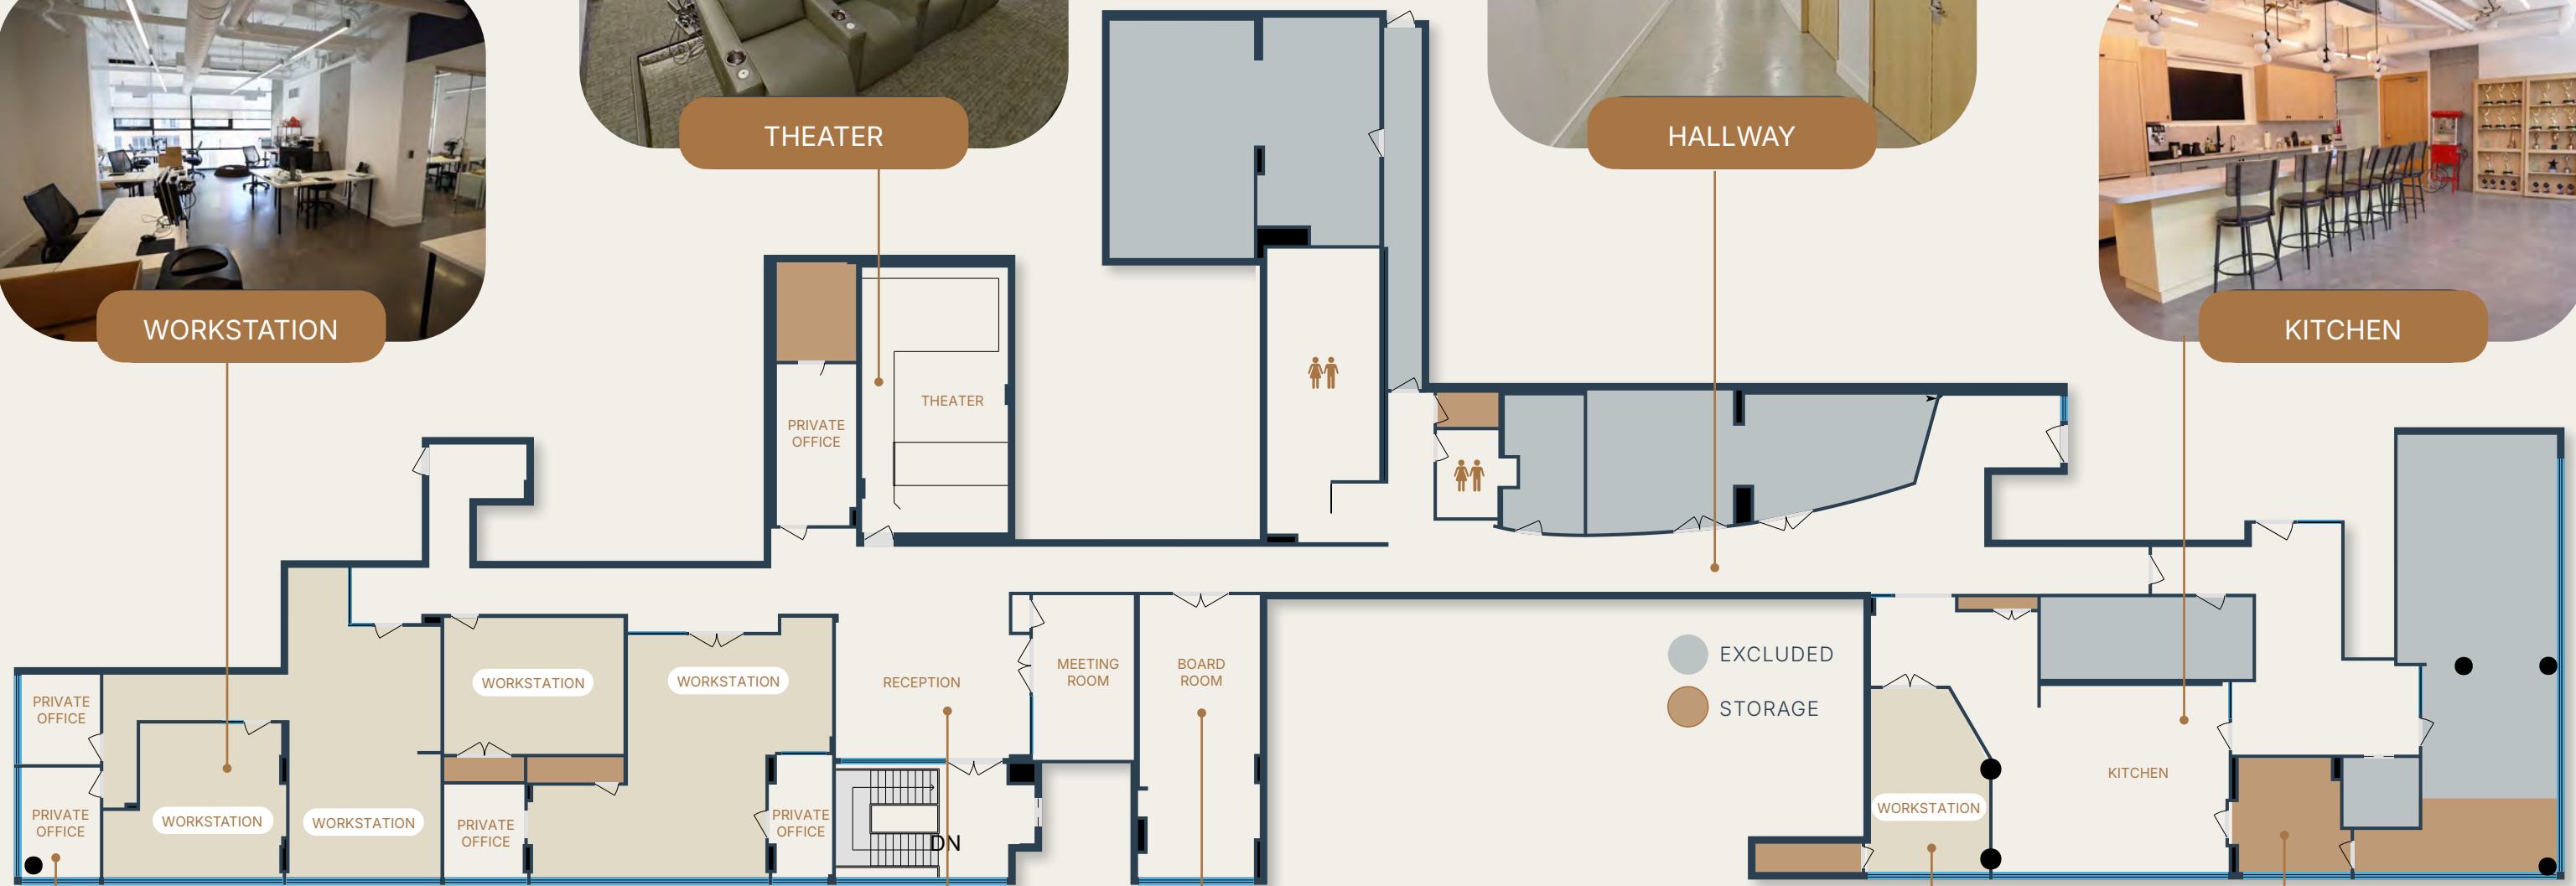 THEATER
HALLWAY
WORKSTATION
KITCHEN
THEATER
PRIVATE
OFFICE
MEETING
ROOM
BOARD
ROOM
EXCLUDED
STORAGE
RECEPTION
WORKSTATION
WORKSTATION
PRIVATE
OFFICE
PRIVATE
OFFICE
WORKSTATION
WORKSTATION
PRIVATE
OFFICE
PRIVATE
OFFICE
DN
KITCHEN
WORKSTATION